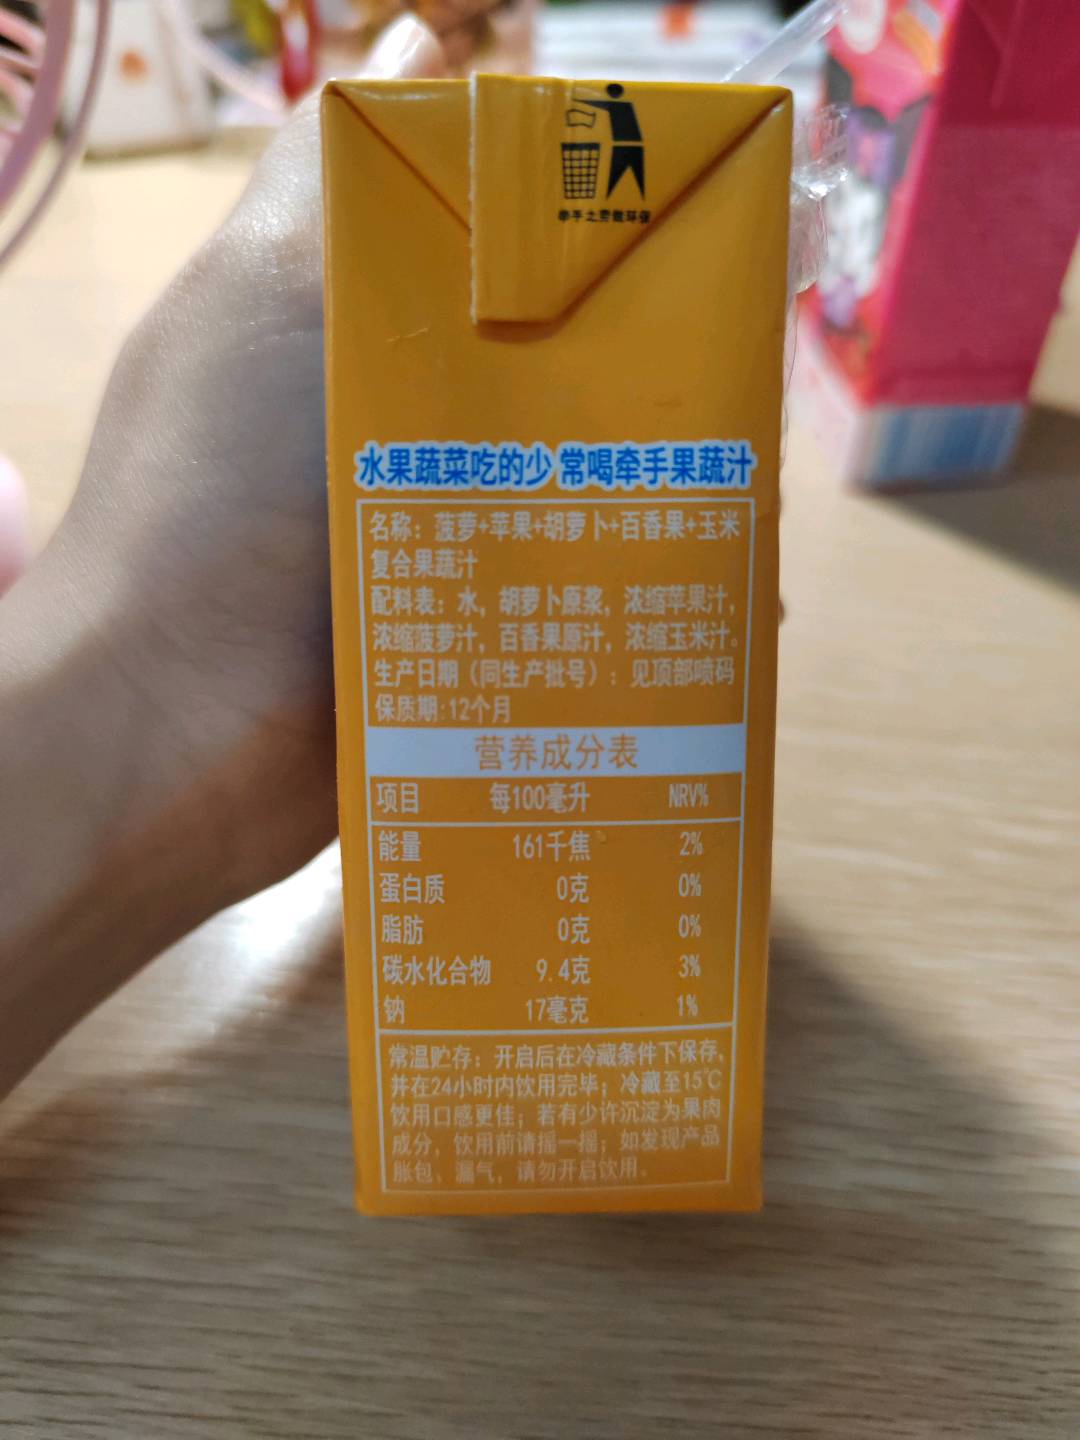 举手之劳做环保
水果蔬菜吃的少 常喝牵手果蔬汁
名称：菠萝+苹果+胡萝卜+百香果+玉米
复合果蔬汁
配料表：水，胡萝卜原浆，浓缩苹果汁，
浓缩菠萝汁，百香果原汁，浓缩玉米汁。
生产日期（同生产批号）：见顶部喷码
保质期:12个月
营养成分表
项目 每100毫升 NRV%
能量 161千焦 2%
蛋白质 0克 0%
脂肪 0克 0%
碳水化合物 9.4克 3%
钠 17毫克 1%
常温贮存；开启后在冷藏条件下保存，
并在24小时内饮用完毕；冷藏至15℃
饮用口感更佳；若有少许沉淀为果肉
成分，饮用前请摇一摇；如发现产品
胀包、漏气，请勿开启饮用。